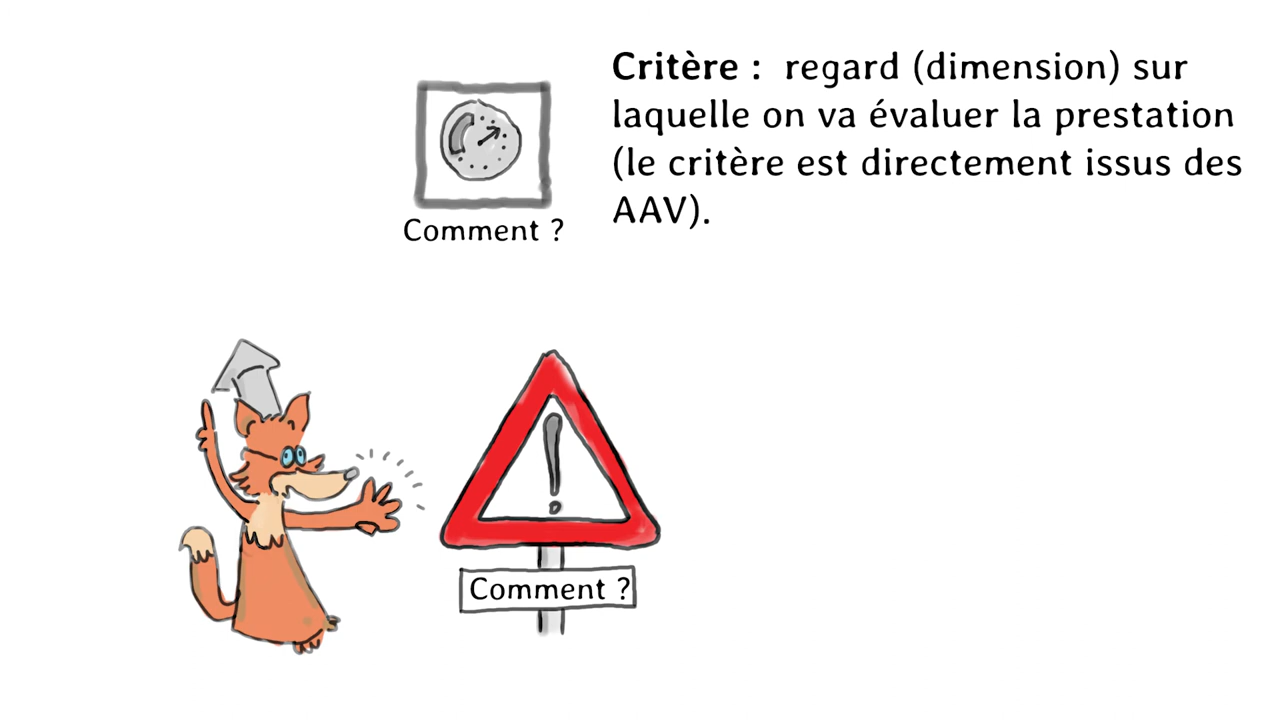 Critère : regard (dimension) sur
laquelle on va évaluer la prestation
(le critère est directement issus des
AAV).
Comment ?
Comment ?